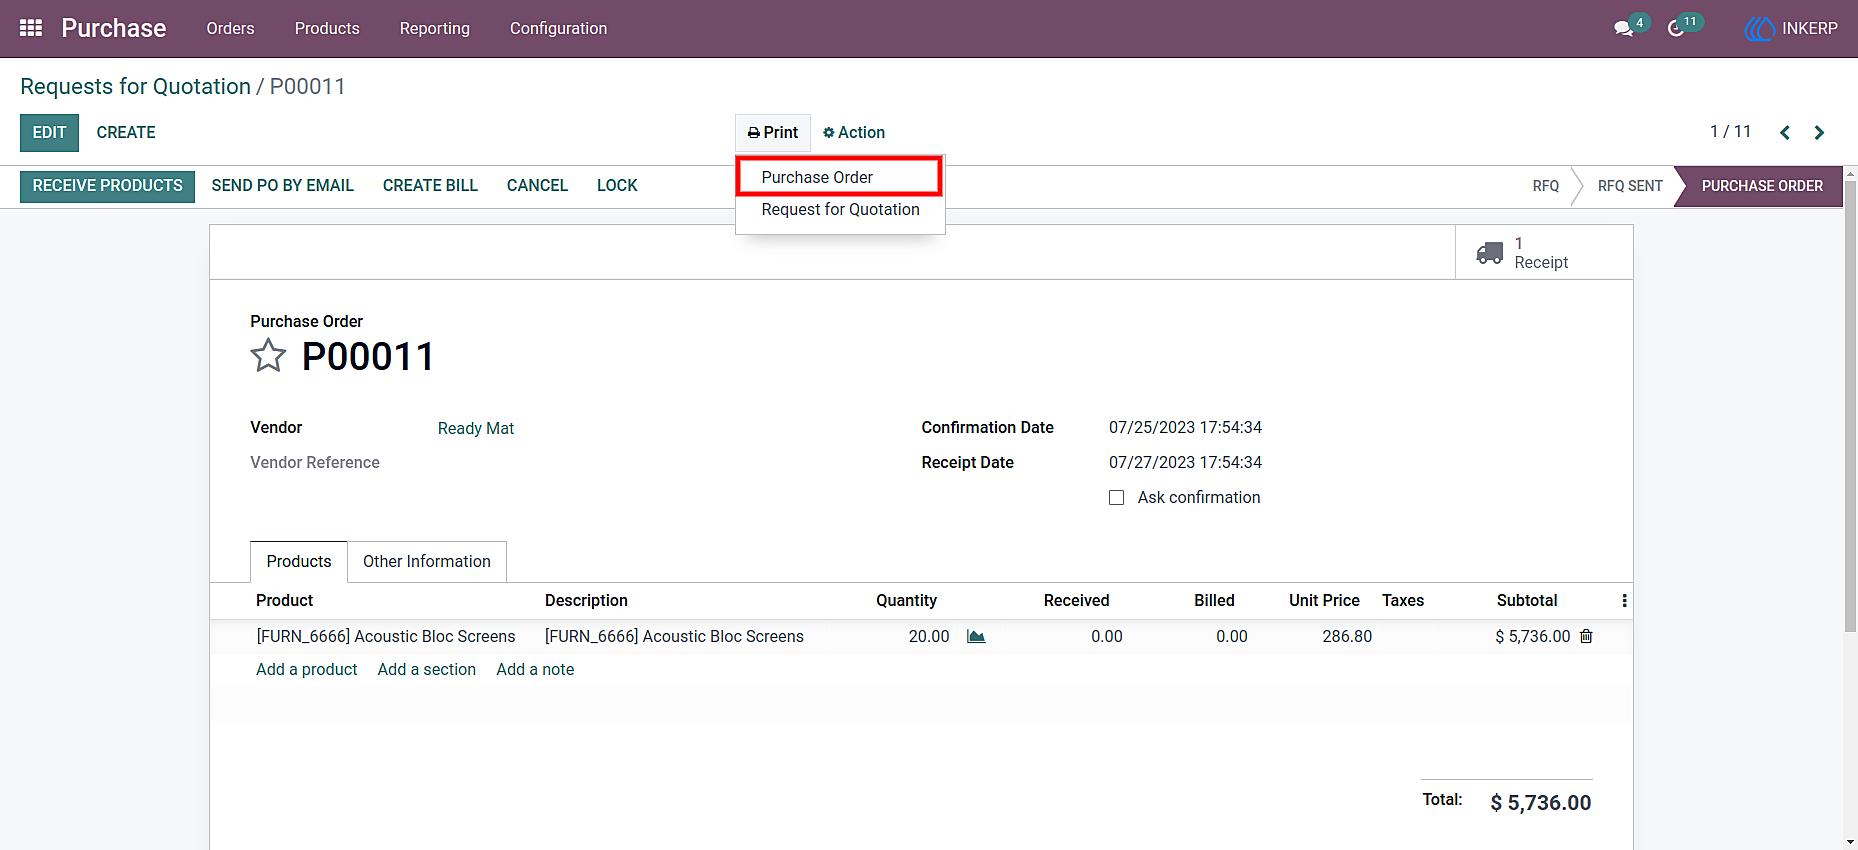 Purchase Orders Products Reporting Configuration 4 11 INKERP
Requests for Quotation / P00011
EDIT CREATE Print Action 1 / 11
RECEIVE PRODUCTS SEND PO BY EMAIL CREATE BILL CANCEL LOCK Purchase Order RFQ RFQ SENT PURCHASE ORDER
Request for Quotation
1
Receipt
Purchase Order
P00011
Vendor Ready Mat Confirmation Date 07/25/2023 17:54:34
Vendor Reference Receipt Date 07/27/2023 17:54:34
Ask confirmation
Products Other Information
Product Description Quantity Received Billed Unit Price Taxes Subtotal
[FURN_6666] Acoustic Bloc Screens [FURN_6666] Acoustic Bloc Screens 20.00 0.00 0.00 286.80 $ 5,736.00
Add a product Add a section Add a note
Total: $ 5,736.00